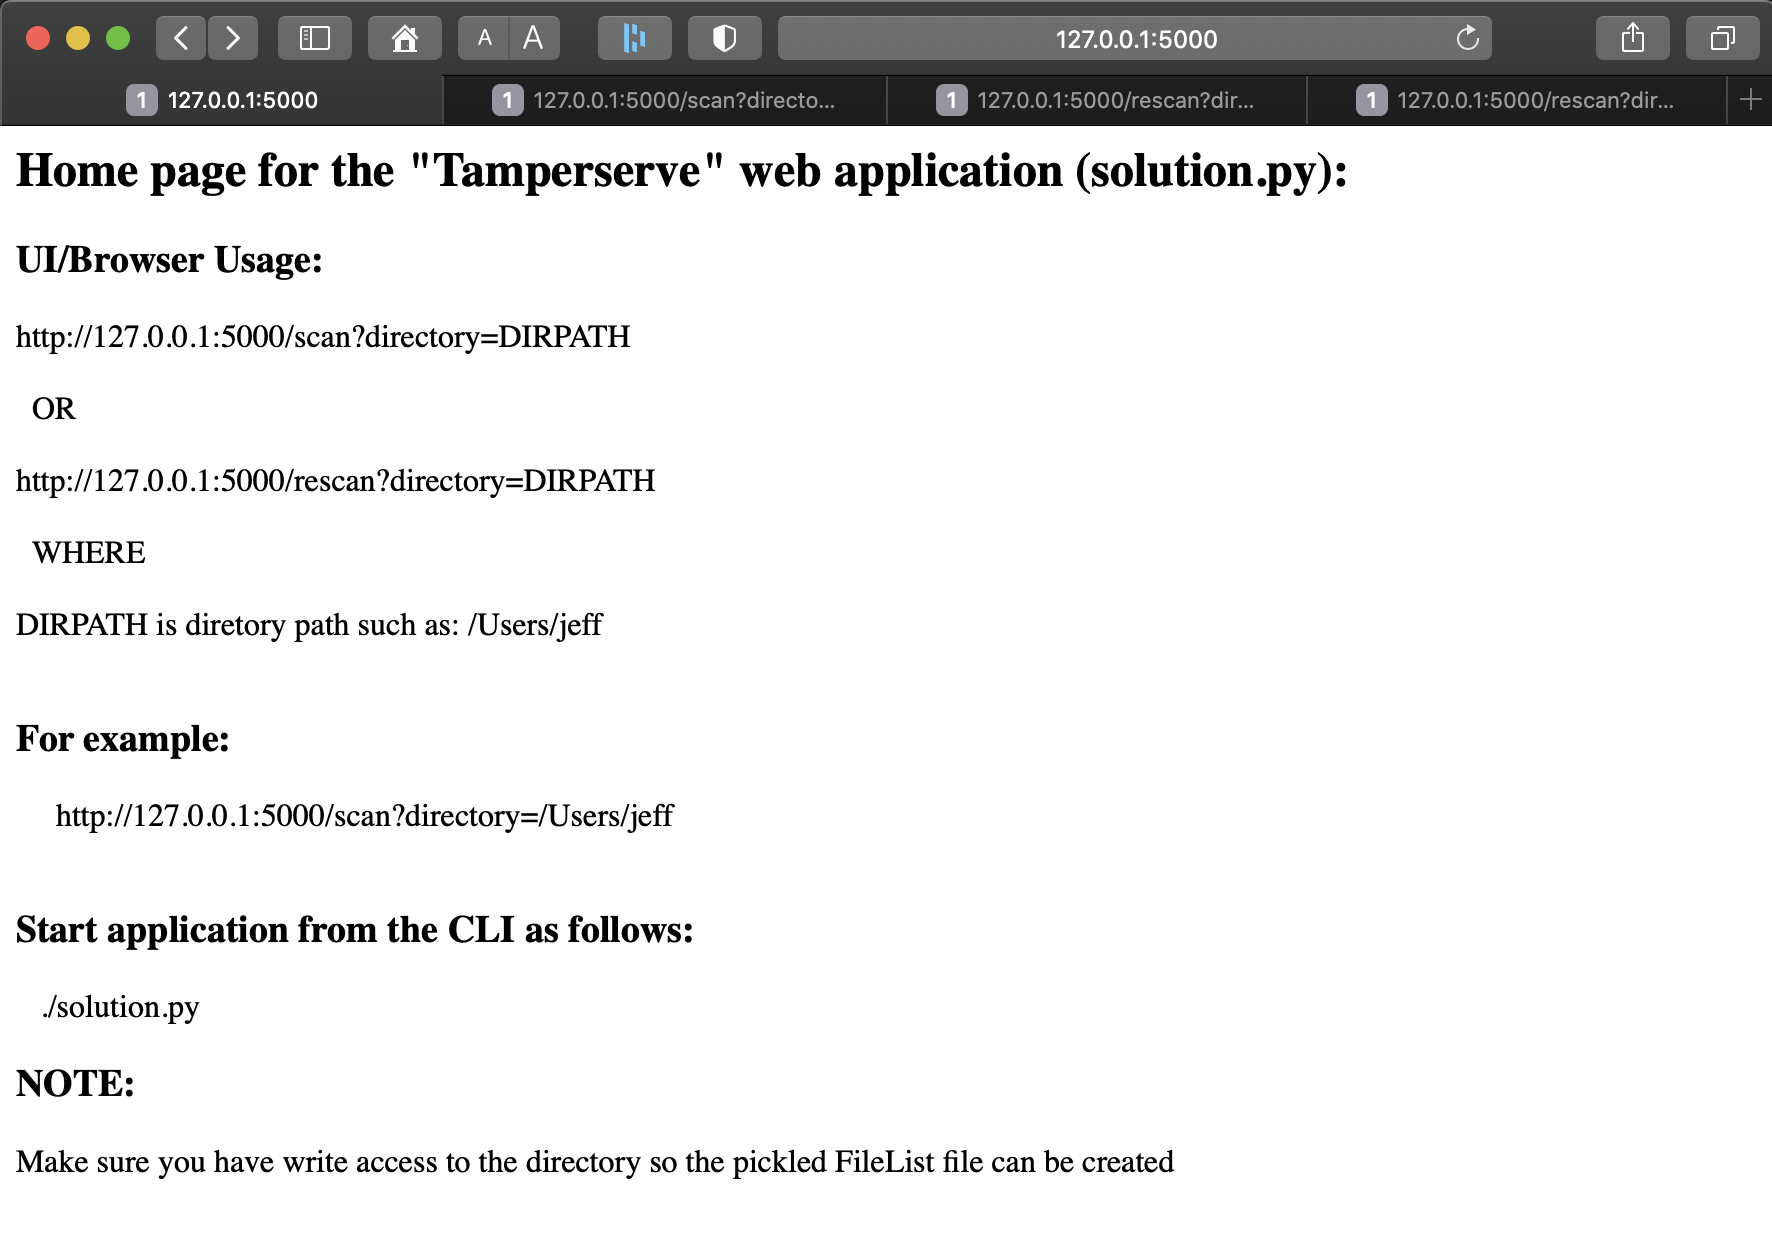 A A 127.0.0.1:5000
1 127.0.0.1:5000 1 127.0.0.1:5000/scan?directo... 1 127.0.0.1:5000/rescan?dir... 1 127.0.0.1:5000/rescan?dir...
Home page for the "Tamperserve" web application (solution.py):
UI/Browser Usage:
http://127.0.0.1:5000/scan?directory=DIRPATH
OR
http://127.0.0.1:5000/rescan?directory=DIRPATH
WHERE
DIRPATH is diretory path such as: /Users/jeff
For example:
http://127.0.0.1:5000/scan?directory=/Users/jeff
Start application from the CLI as follows:
./solution.py
NOTE:
Make sure you have write access to the directory so the pickled FileList file can be created